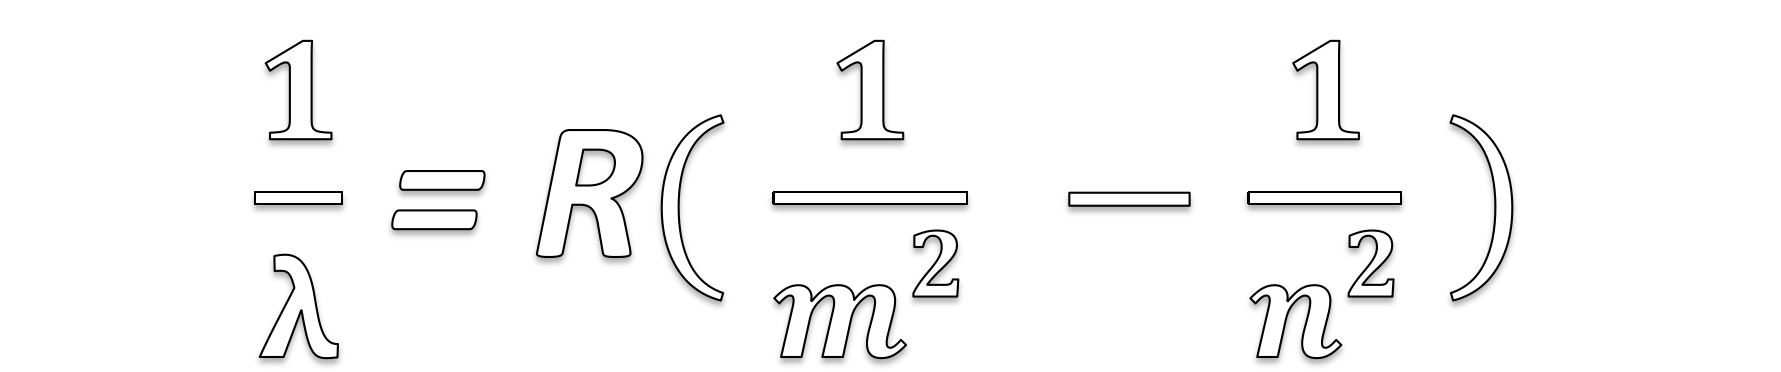 1/λ = R(1/m² − 1/n²)